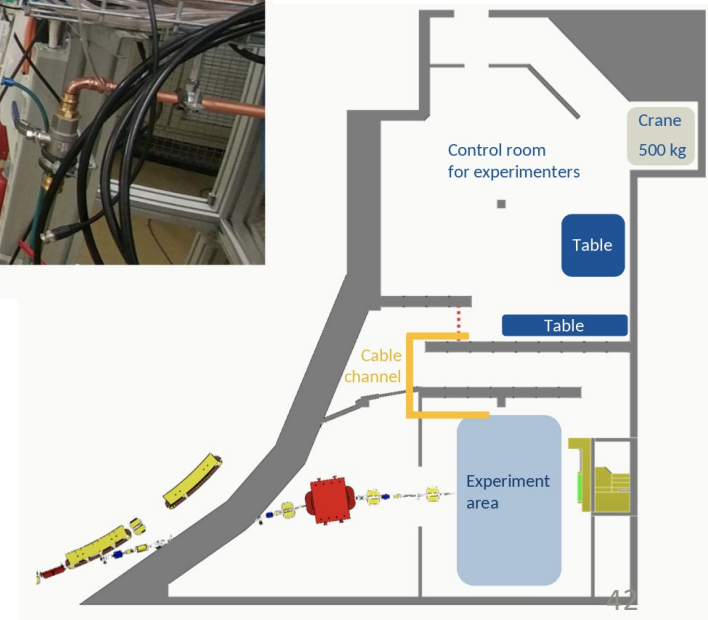 Crane
500 kg
Control room
for experimenters
Table
Table
Cable
channel
Experiment
area
42